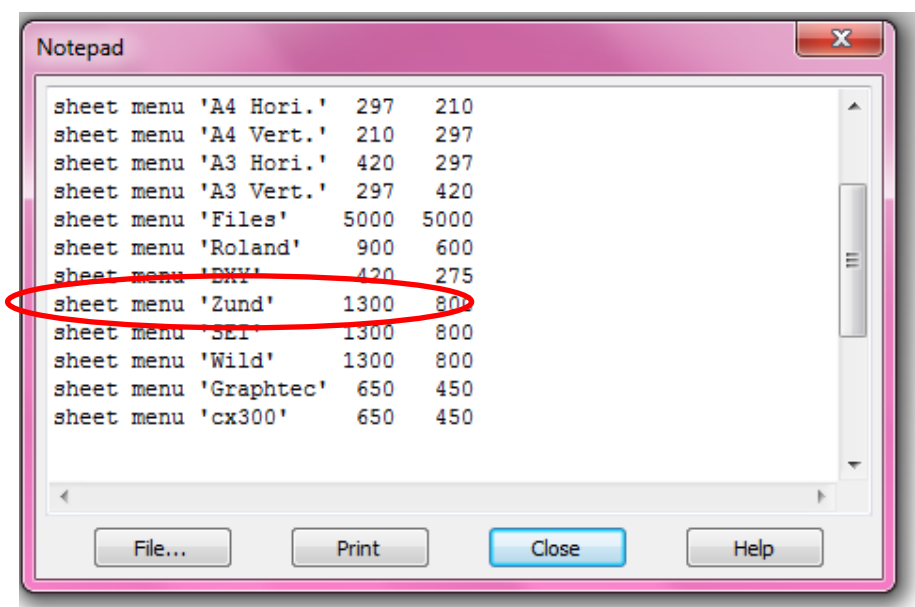 Notepad
sheet menu 'A4 Hori.' 297 210
sheet menu 'A4 Vert.' 210 297
sheet menu 'A3 Hori.' 420 297
sheet menu 'A3 Vert.' 297 420
sheet menu 'Files' 5000 5000
sheet menu 'Roland' 900 600
sheet menu 'DXY' 420 275
sheet menu 'Zund' 1300 800
sheet menu 'SEI' 1300 800
sheet menu 'Wild' 1300 800
sheet menu 'Graphtec' 650 450
sheet menu 'cx300' 650 450
File... Print Close Help